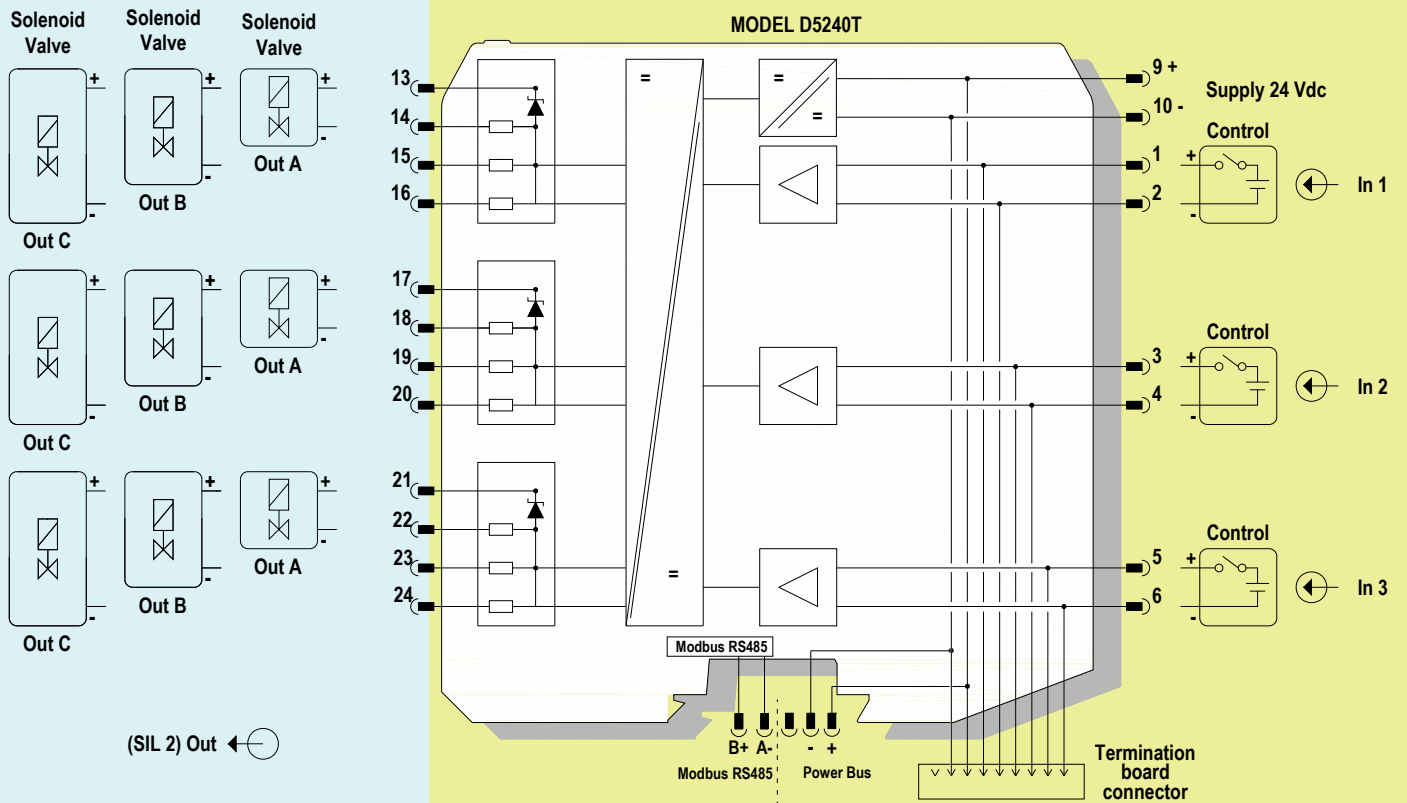 MODEL D5240T
Solenoid
Valve
Solenoid
Valve
Solenoid
Valve
+
-
Out C
+
-
Out B
+
-
Out A
13
14
15
16
=
=
=
9 +
10 -
Supply 24 Vdc
Control
1
2
+
-
In 1
+
-
Out C
+
-
Out B
+
-
Out A
17
18
19
20
Control
3
4
+
-
In 2
+
-
Out C
+
-
Out B
+
-
Out A
21
22
23
24
=
Control
5
6
+
-
In 3
Modbus RS485
(SIL 2) Out
B+ A- - +
Modbus RS485
Power Bus
Termination
board
connector